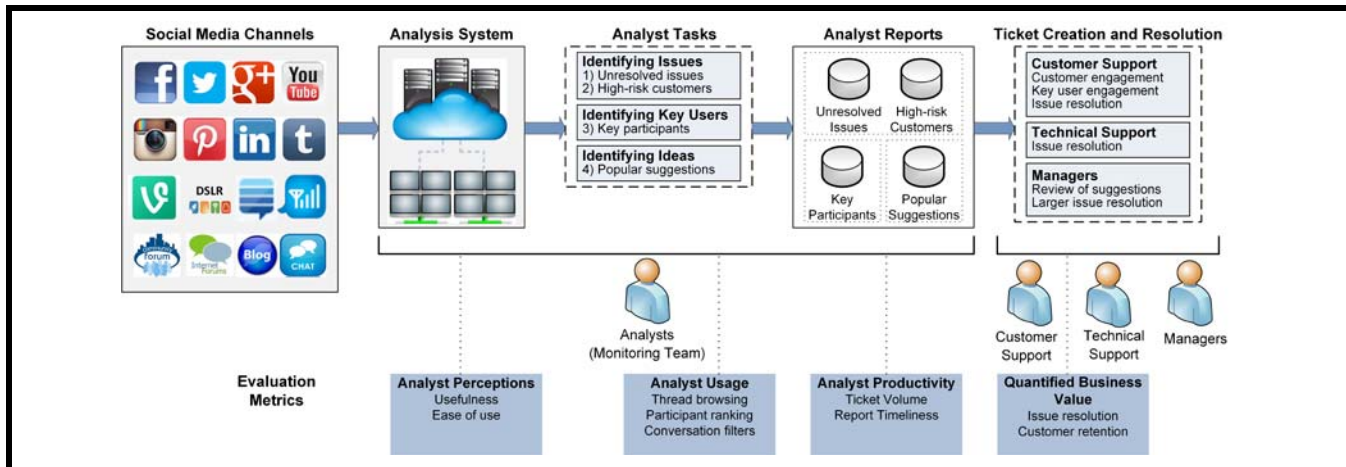 Social Media Channels
Analysis System
Analyst Tasks
Analyst Reports
Ticket Creation and Resolution
You
Tube
g+
in
t
DSLR
Community
Forum
Internet
Forums
Blog
CHAT
Identifying Issues
1) Unresolved issues
2) High-risk customers
Identifying Key Users
3) Key participants
Identifying Ideas
4) Popular suggestions
Unresolved
Issues
High-risk
Customers
Key
Participants
Popular
Suggestions
Customer Support
Customer engagement
Key user engagement
Issue resolution
Technical Support
Issue resolution
Managers
Review of suggestions
Larger issue resolution
Analysts
(Monitoring Team)
Customer
Support
Technical
Support
Managers
Evaluation
Metrics
Analyst Perceptions
Usefulness
Ease of use
Analyst Usage
Thread browsing
Participant ranking
Conversation filters
Analyst Productivity
Ticket Volume
Report Timeliness
Quantified Business
Value
Issue resolution
Customer retention